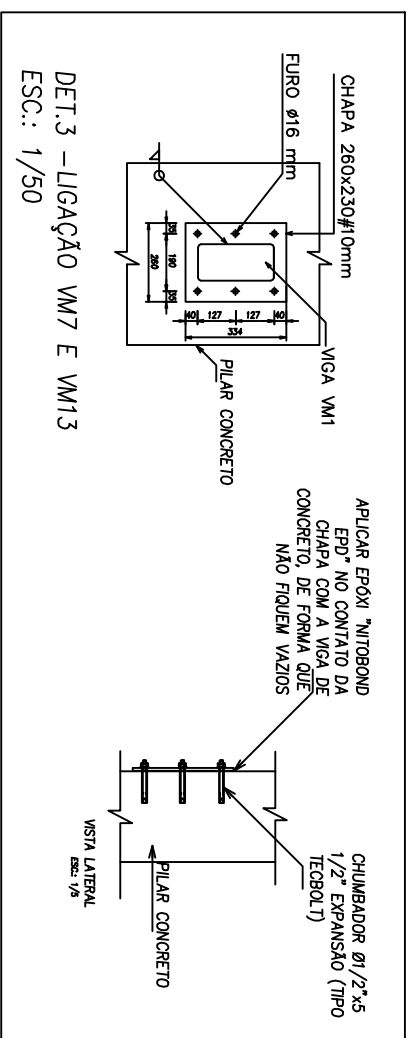 CHAPA 260x230#10mm
FURO ø16 mm
VIGA VM1
35
190
35
260
40
127
127
40
334
PILAR CONCRETO
DET.3 -LIGAÇÃO VM7 E VM13
ESC.: 1/50
APLICAR EPÓXI "NITOBOND
EPD" NO CONTATO DA
CHAPA COM A VIGA DE
CONCRETO, DE FORMA QUE
NÃO FIQUEM VAZIOS
CHUMBADOR Ø1/2"x5
1/2" EXPANSÃO (TIPO
TECBOLT)
PILAR CONCRETO
VISTA LATERAL
ESC.: 1/5